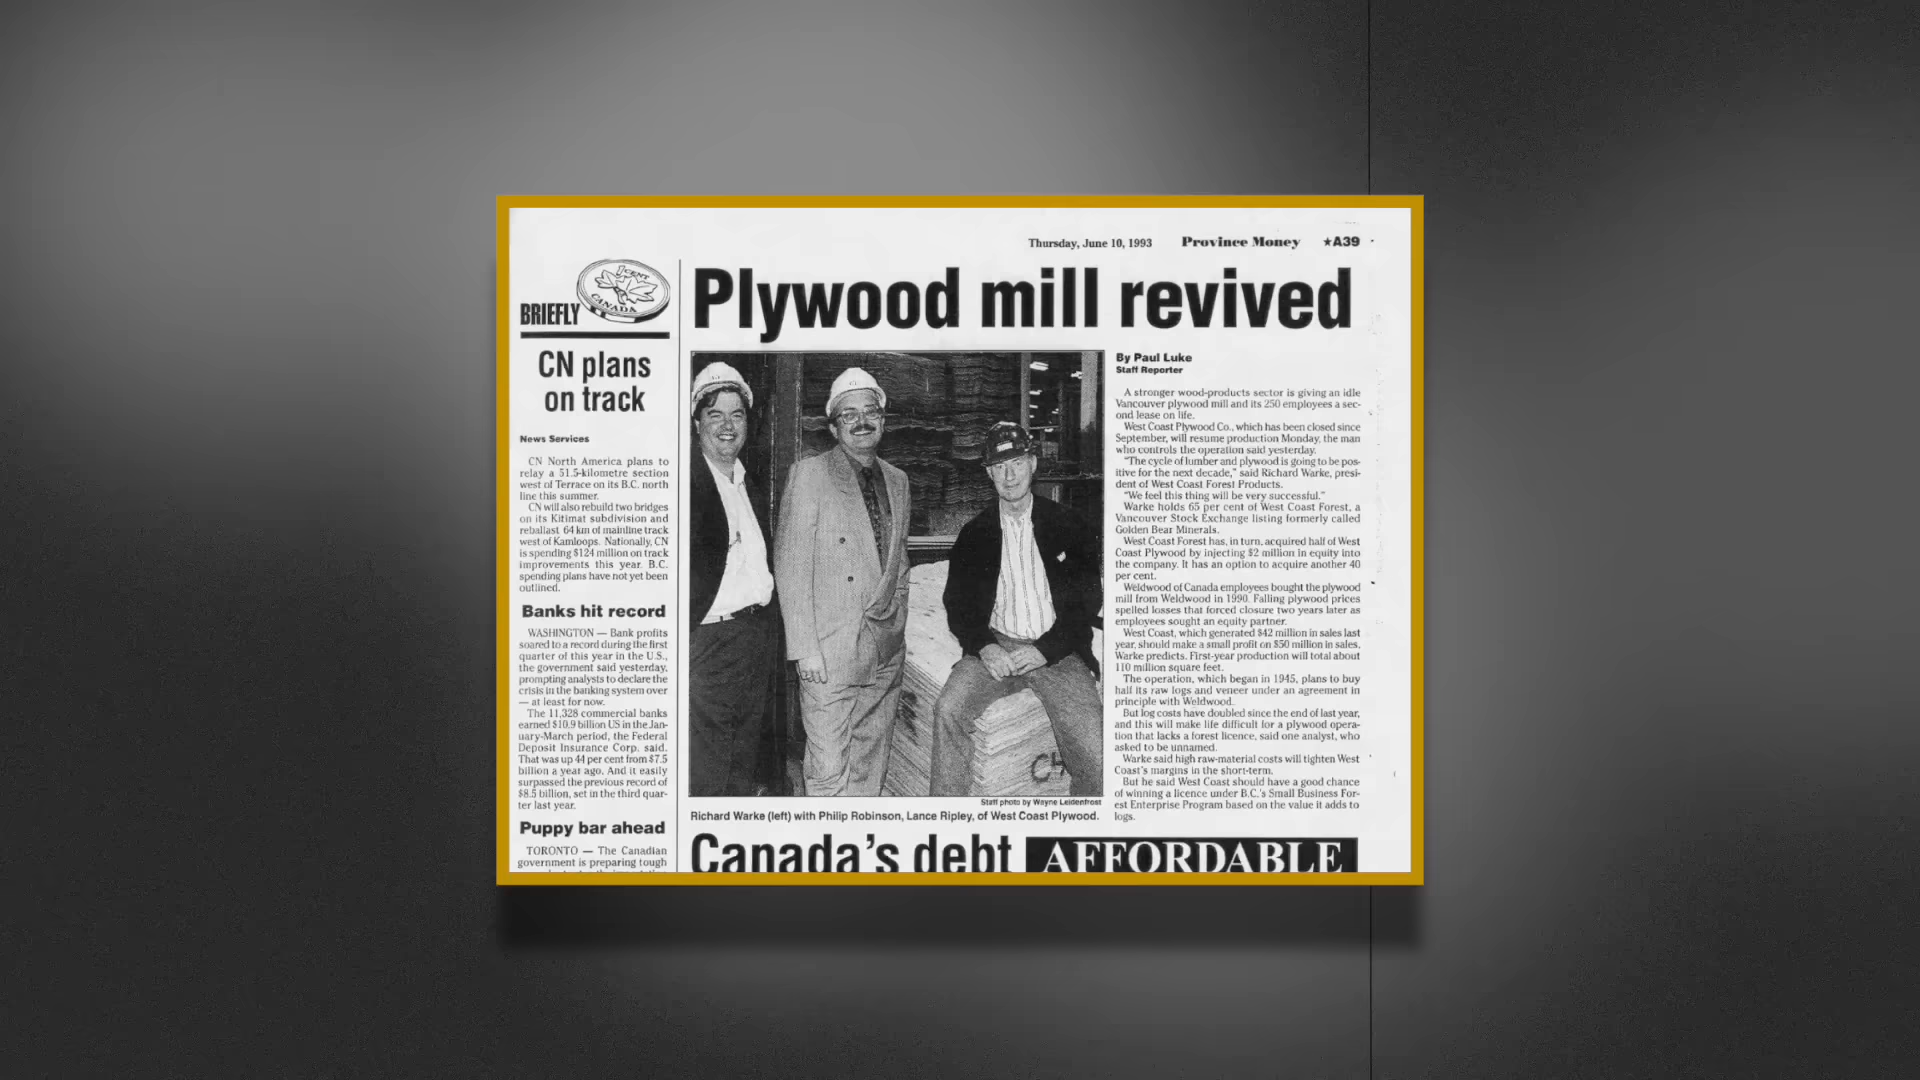 Thursday, June 10, 1993 Province Money ★A39
1 CENT
CANADA
BRIEFLY
CN plans
on track
News Services
CN North America plans to
relay a 51.5-kilometre section
west of Terrace on its B.C. north
line this summer.
CN will also rebuild two bridges
on its Kitimat subdivision and
reballast 64 km of mainline track
west of Kamloops. Nationally, CN
is spending $124 million on track
improvements this year. B.C.
spending plans have not yet been
outlined.
Banks hit record
WASHINGTON — Bank profits
soared to a record during the first
quarter of this year in the U.S.,
the government said yesterday,
prompting analysts to declare the
crisis in the banking system over
— at least for now.
The 11,328 commercial banks
earned $10.9 billion US in the Jan-
uary-March period, the Federal
Deposit Insurance Corp. said.
That was up 44 per cent from $7.5
billion a year ago. And it easily
surpassed the previous record of
$8.5 billion, set in the third quar-
ter last year.
Puppy bar ahead
TORONTO — The Canadian
government is preparing tough
Plywood mill revived
CH
Staff photo by Wayne Leidenfrost
Richard Warke (left) with Philip Robinson, Lance Ripley, of West Coast Plywood.
By Paul Luke
Staff Reporter
A stronger wood-products sector is giving an idle
Vancouver plywood mill and its 250 employees a sec-
ond lease on life.
West Coast Plywood Co., which has been closed since
September, will resume production Monday, the man
who controls the operation said yesterday.
“The cycle of lumber and plywood is going to be pos-
itive for the next decade,” said Richard Warke, presi-
dent of West Coast Forest Products.
“We feel this thing will be very successful.”
Warke holds 65 per cent of West Coast Forest, a
Vancouver Stock Exchange listing formerly called
Golden Bear Minerals.
West Coast Forest has, in turn, acquired half of West
Coast Plywood by injecting $2 million in equity into
the company. It has an option to acquire another 40
per cent.
Weldwood of Canada employees bought the plywood
mill from Weldwood in 1990. Falling plywood prices
spelled losses that forced closure two years later as
employees sought an equity partner.
West Coast, which generated $42 million in sales last
year, should make a small profit on $50 million in sales,
Warke predicts. First-year production will total about
110 million square feet.
The operation, which began in 1945, plans to buy
half its raw logs and veneer under an agreement in
principle with Weldwood.
But log costs have doubled since the end of last year,
and this will make life difficult for a plywood opera-
tion that lacks a forest licence, said one analyst, who
asked to be unnamed.
Warke said high raw-material costs will tighten West
Coast's margins in the short-term.
But he said West Coast should have a good chance
of winning a licence under B.C.'s Small Business For-
est Enterprise Program based on the value it adds to
logs.
Canada's debt
AFFORDABLE